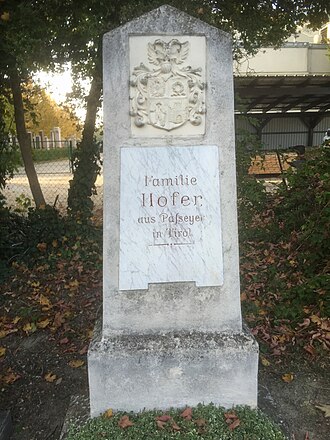 Familie
Hofer
aus Paſseyer
in Tirol